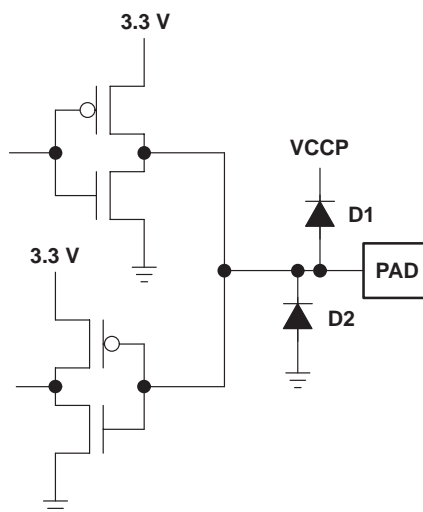 3.3 V
VCCP
D1
3.3 V
PAD
D2